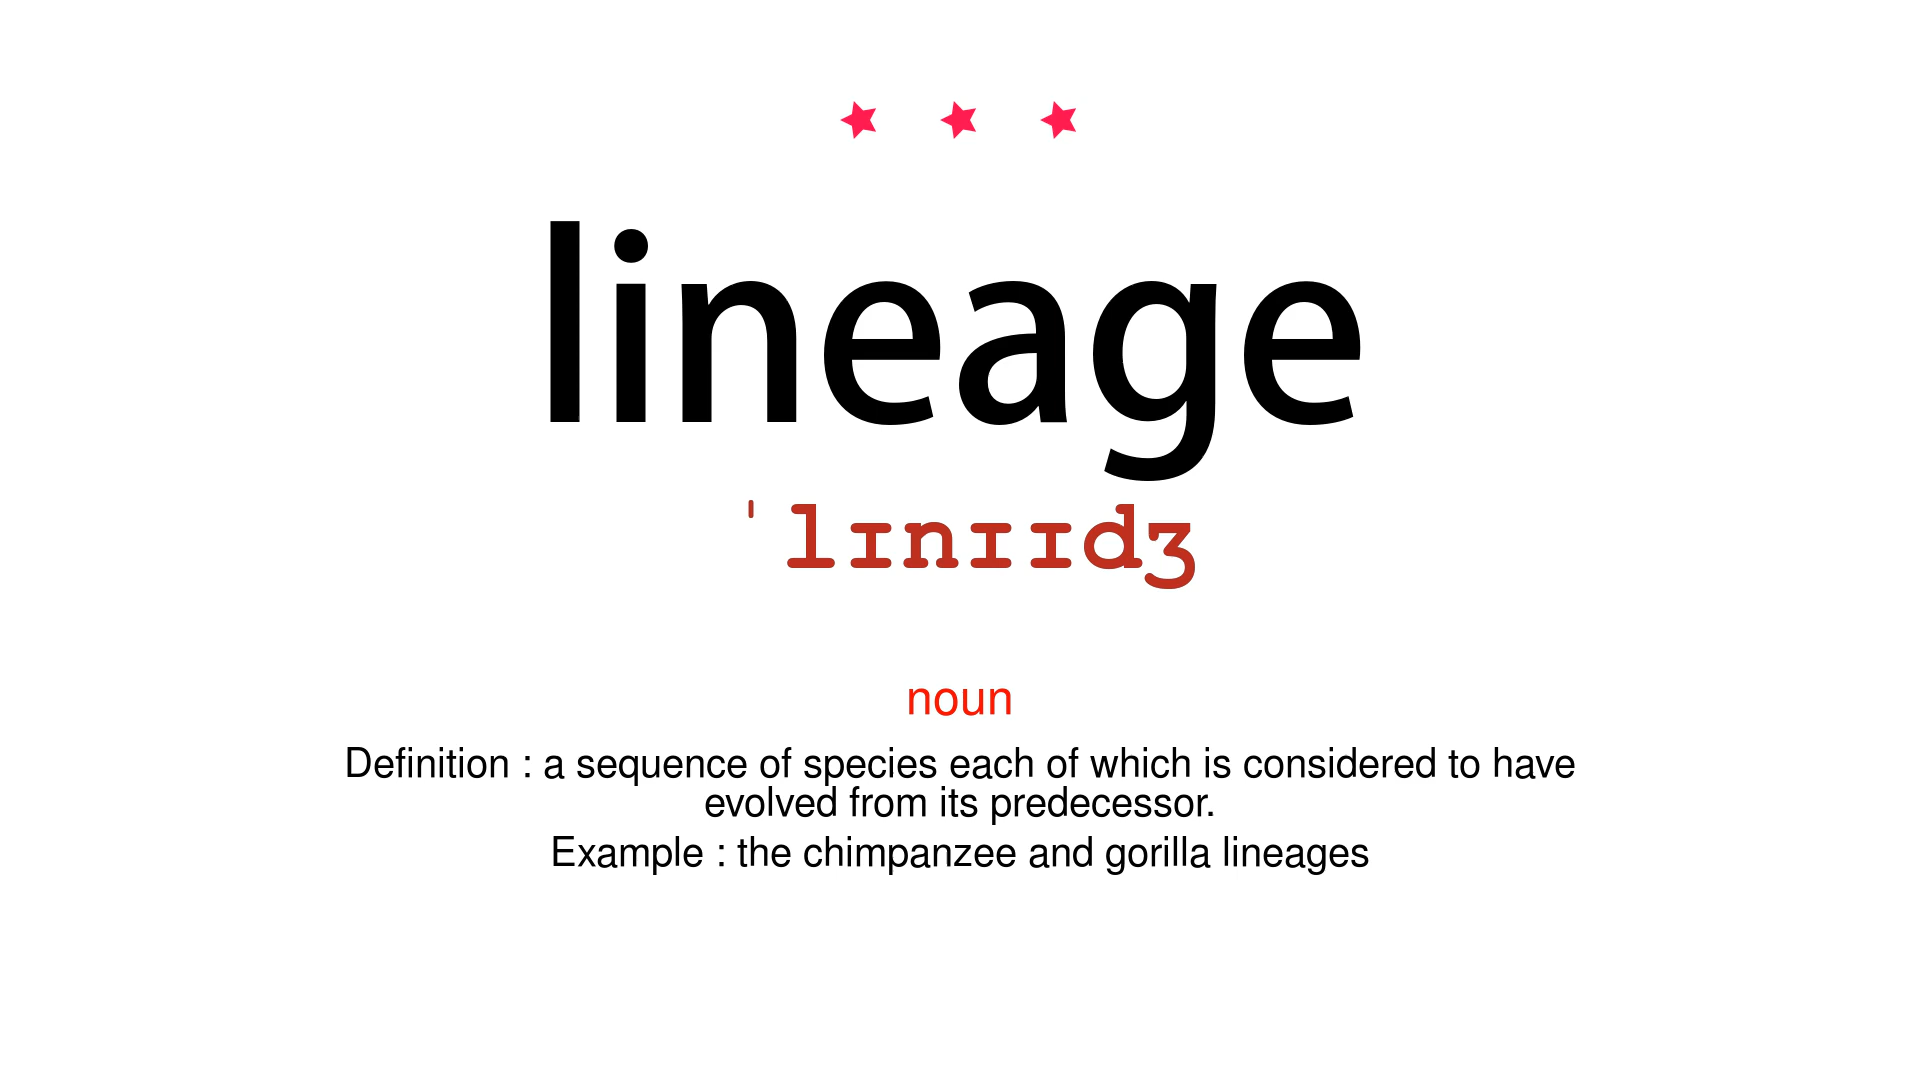 lineage
ˈlɪnɪɪdʒ
noun
Definition : a sequence of species each of which is considered to have
evolved from its predecessor.
Example : the chimpanzee and gorilla lineages